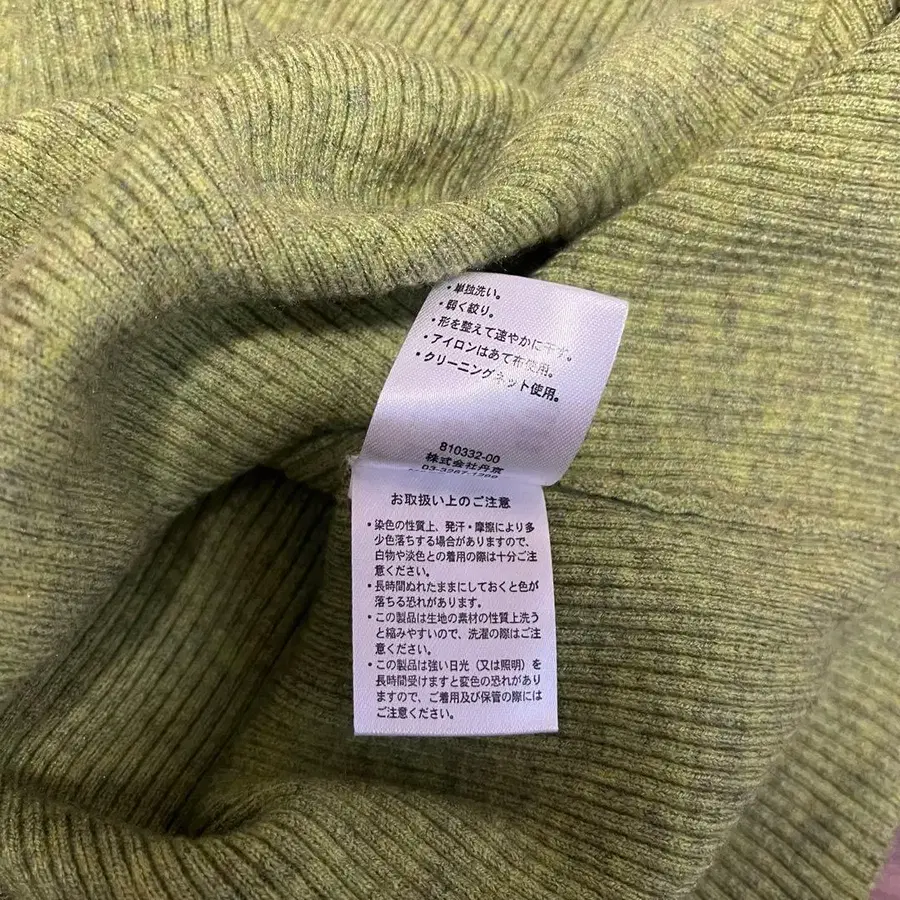 ・単独洗い。
・弱く絞り。
・形を整えて速やかに干す。
・アイロンはあて布使用。
・クリーニングネット使用。
810332-00
株式会社丹京
お取扱い上のご注意
・染色の性質上、発汗・摩擦により多
少色落ちする場合がありますので、
白物や淡色との着用の際は十分ご注
意ください。
・長時間ぬれたままにしておくと色が
落ちる恐れがあります。
・この製品は生地の素材の性質上洗う
と縮みやすいので、洗濯の際はご注
意ください。
・この製品は強い日光（又は照明）を
長時間受けますと変色の恐れがあり
ますので、ご着用及び保管の際には
ご注意ください。